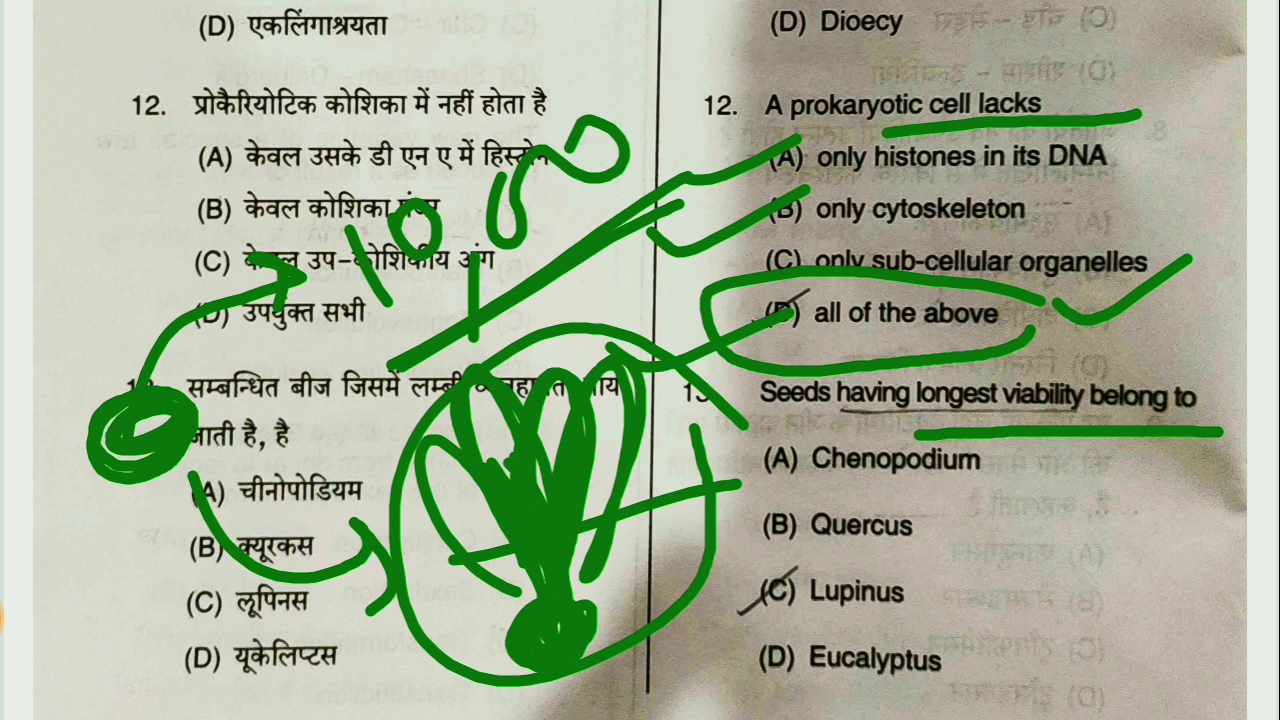 (D) एकलिंगाश्रयता
12. प्रोकैरियोटिक कोशिका में नहीं होता है
(A) केवल उसके डी एन ए में हिस्टोन
(B) केवल कोशिका
(C) केवल उप-कोशिकीय अंग
(D) उपर्युक्त सभी
सम्बन्धित बीज जिसमें लम्बी
जाती है, है
(A) चीनोपोडियम
(B) क्यूरकस
(C) लूपिनस
(D) यूकेलिप्टस
(D) Dioecy
12. A prokaryotic cell lacks
(A) only histones in its DNA
(B) only cytoskeleton
(C) only sub-cellular organelles
(D) all of the above
Seeds having longest viability belong to
(A) Chenopodium
(B) Quercus
(C) Lupinus
(D) Eucalyptus